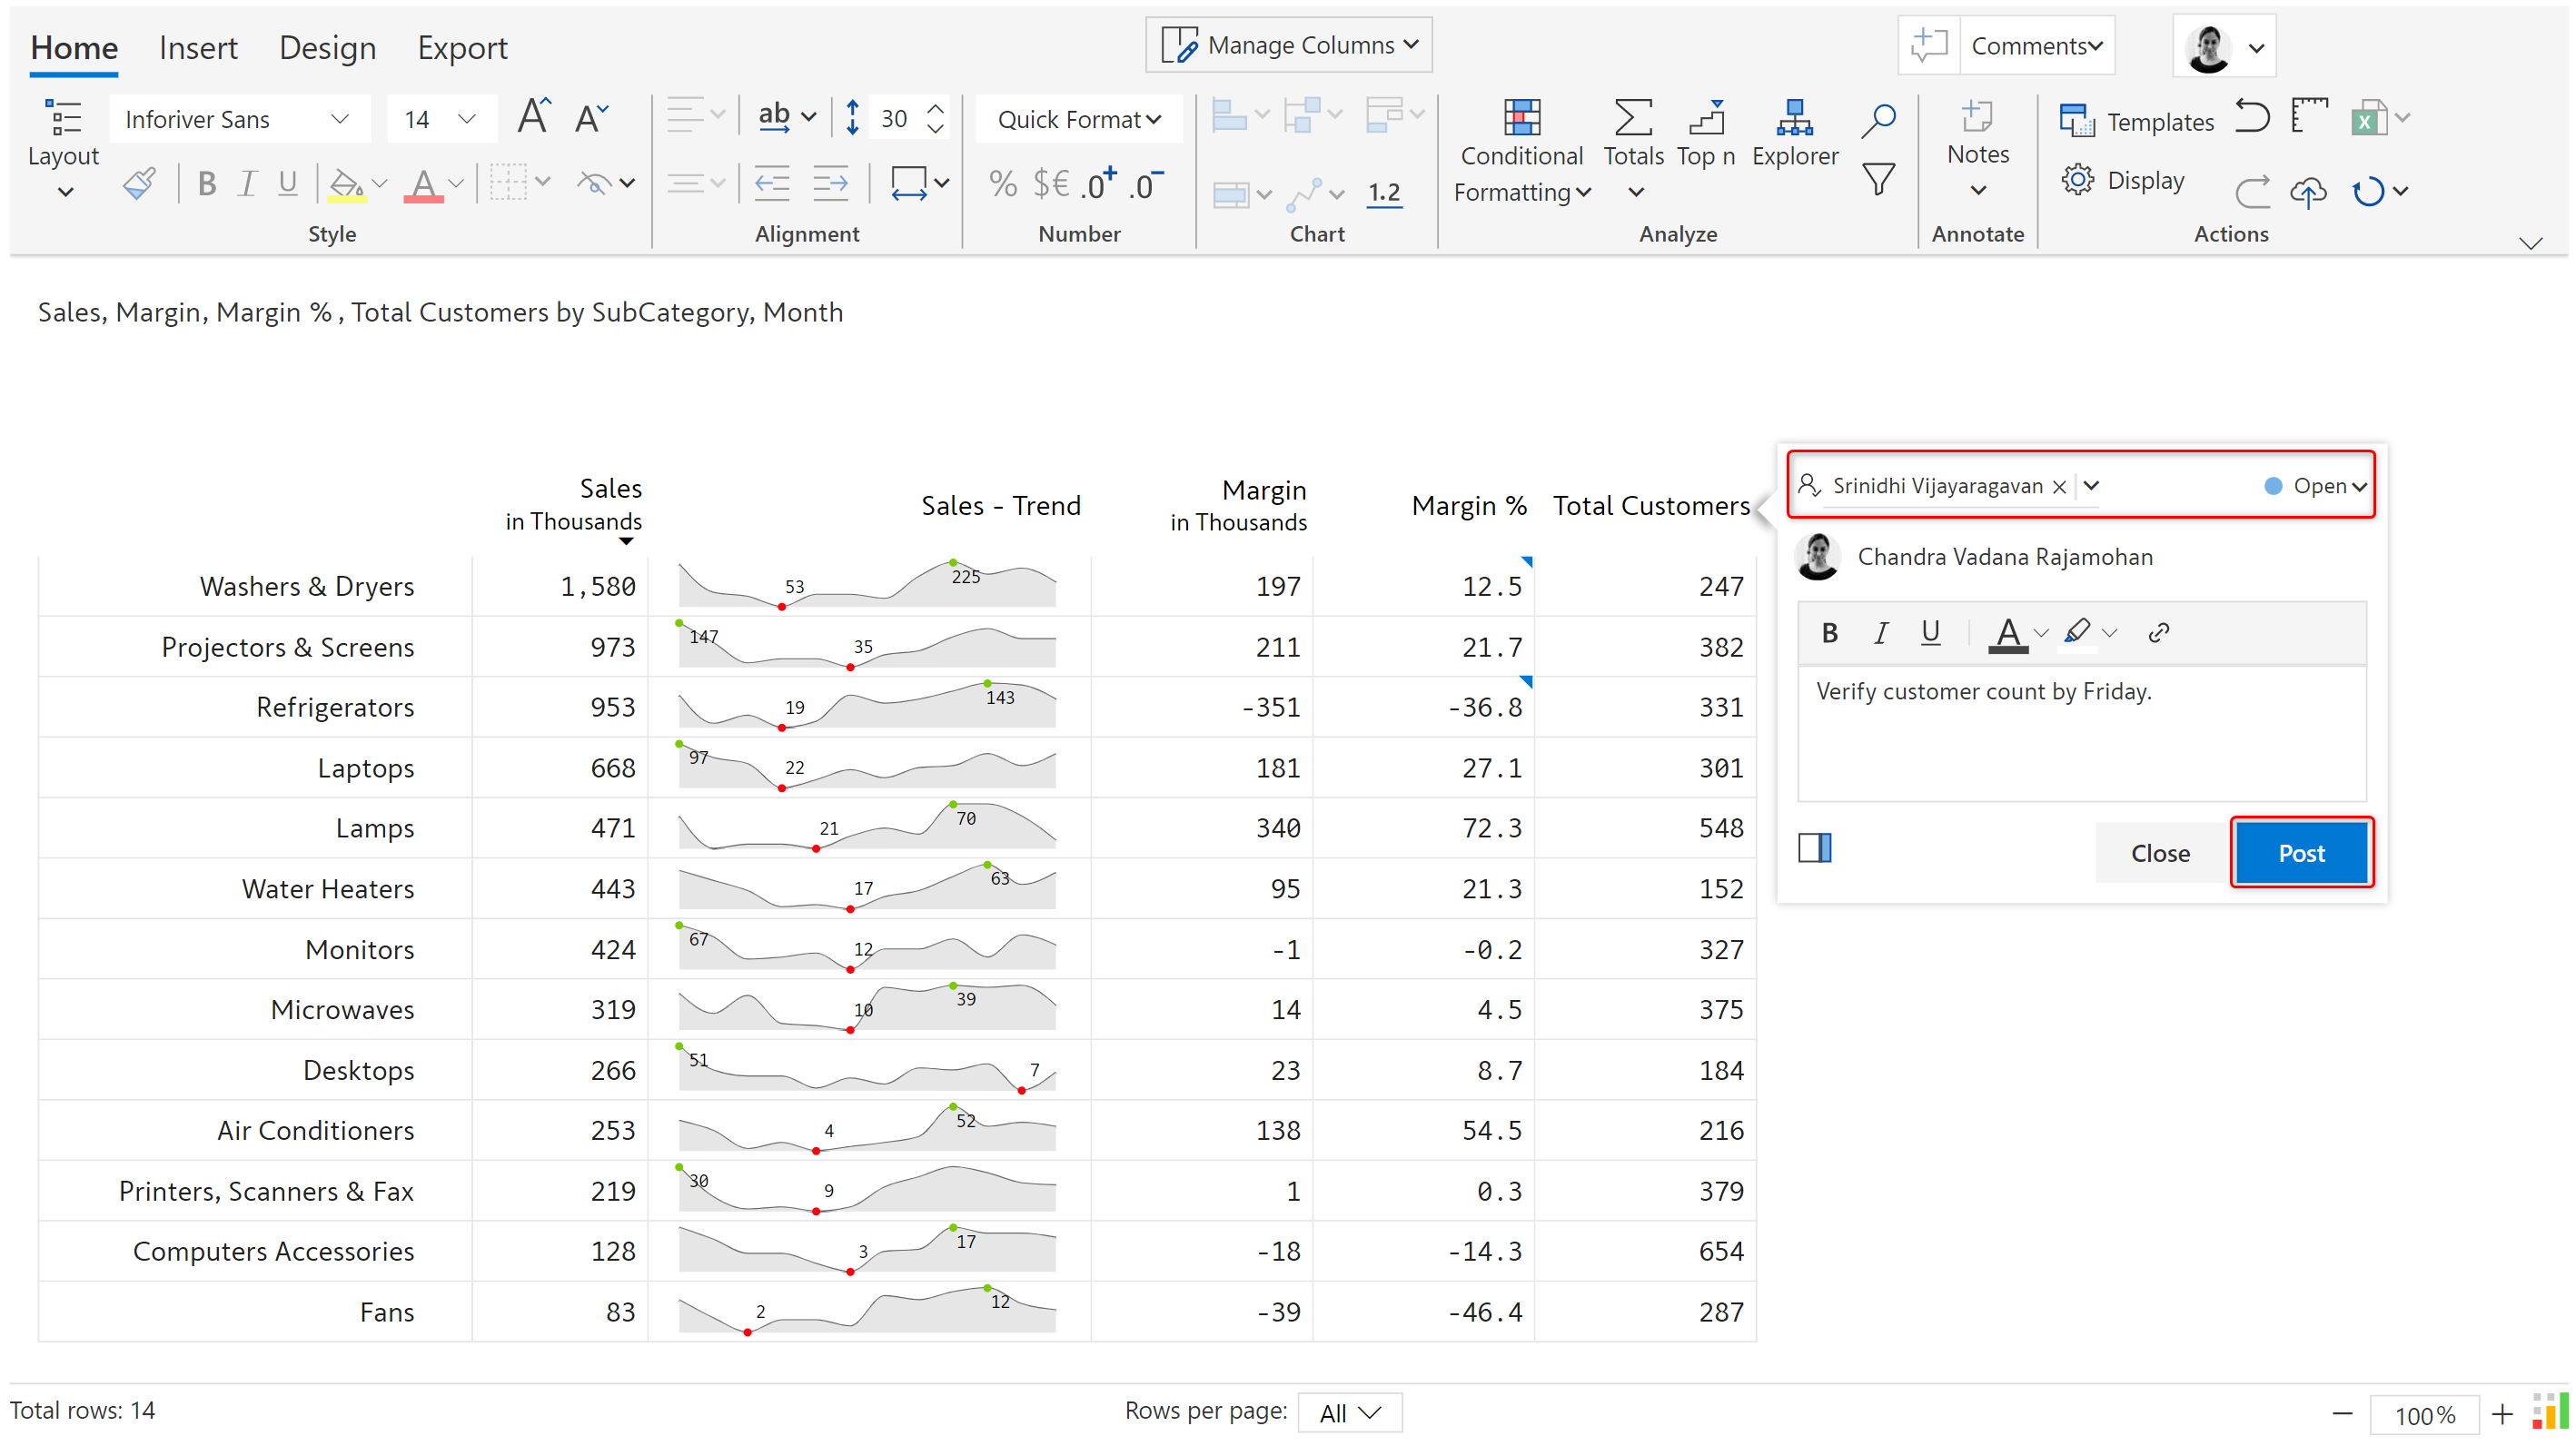 Home Insert Design Export Manage Columns Comments
Inforiver Sans 14 A A ab 30 Quick Format
Layout Conditional Formatting Totals Top n Explorer Notes Templates
B I U A % $€ .0+ .0- 1.2 Display
Style Alignment Number Chart Analyze Annotate Actions
Sales, Margin, Margin % , Total Customers by SubCategory, Month
Sales in Thousands Sales - Trend Margin in Thousands Margin % Total Customers
Washers & Dryers 1,580 53 225 197 12.5 247
Projectors & Screens 973 147 35 211 21.7 382
Refrigerators 953 19 143 -351 -36.8 331
Laptops 668 97 22 181 27.1 301
Lamps 471 21 70 340 72.3 548
Water Heaters 443 17 63 95 21.3 152
Monitors 424 67 12 -1 -0.2 327
Microwaves 319 10 39 14 4.5 375
Desktops 266 51 7 23 8.7 184
Air Conditioners 253 4 52 138 54.5 216
Printers, Scanners & Fax 219 30 9 1 0.3 379
Computers Accessories 128 3 17 -18 -14.3 654
Fans 83 2 12 -39 -46.4 287
Srinidhi Vijayaragavan Open
Chandra Vadana Rajamohan
B I U A
Verify customer count by Friday.
Close Post
Total rows: 14 Rows per page: All 100%